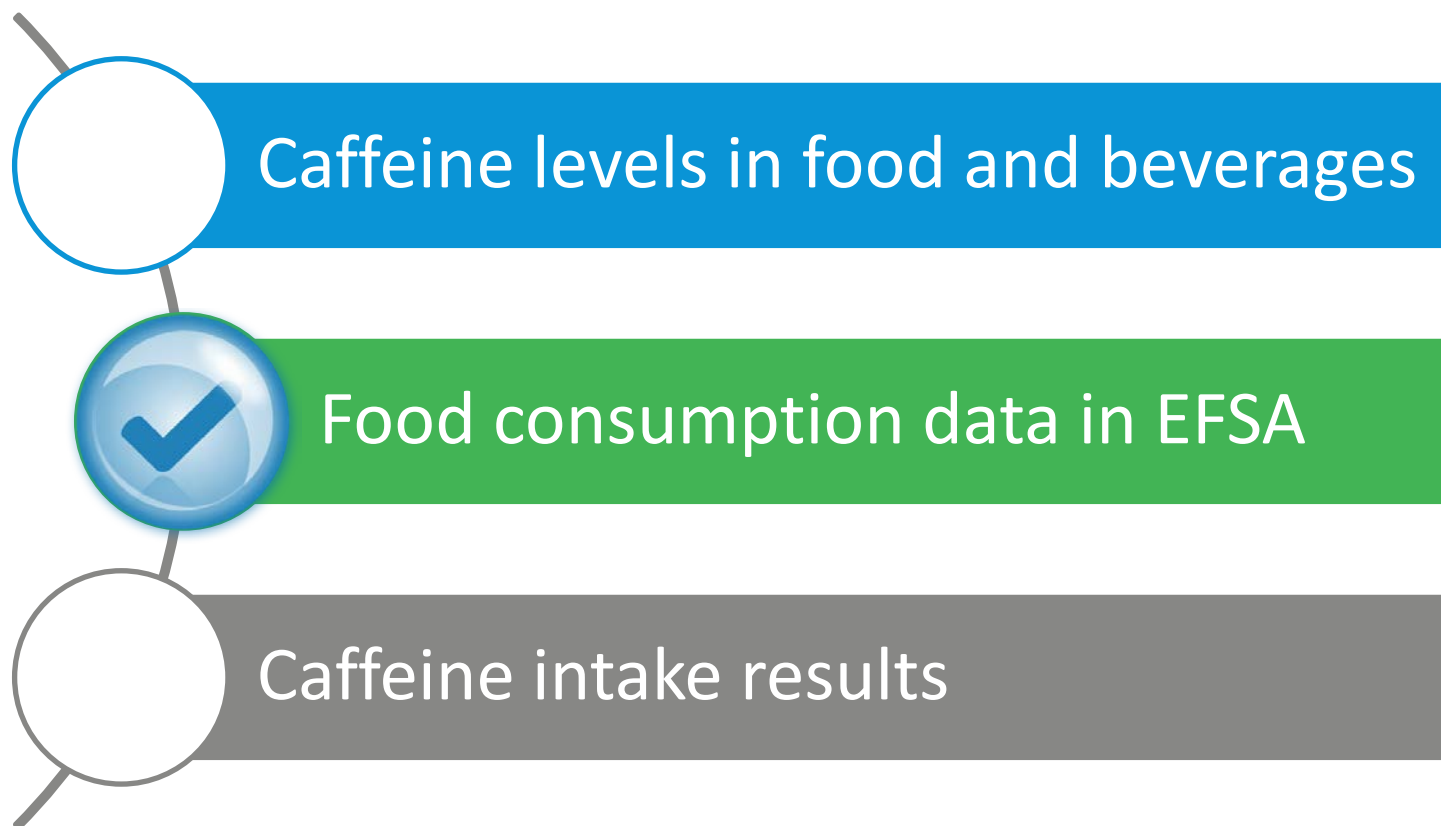 Caffeine levels in food and beverages
Food consumption data in EFSA
Caffeine intake results